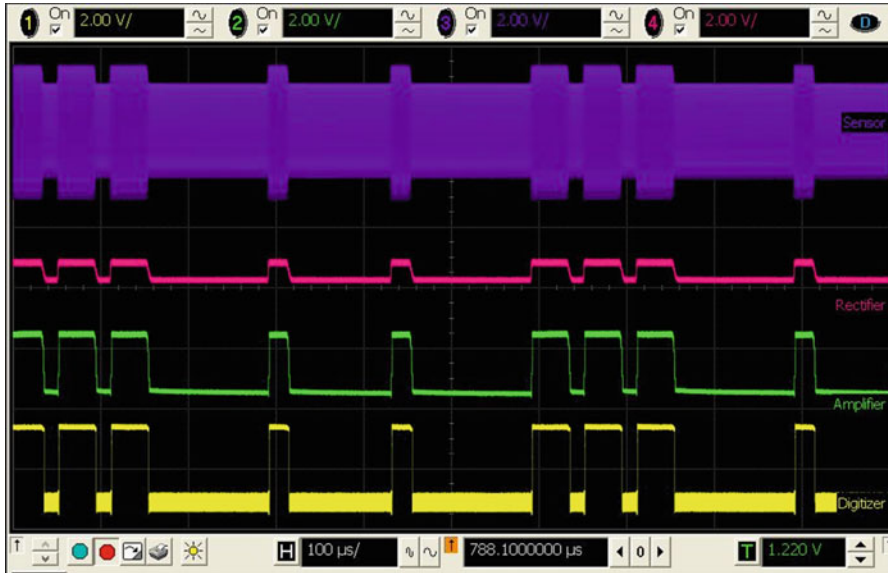 1 On 2.00 V/ 2 On 2.00 V/ 3 On 2.00 V/ 4 On 2.00 V/ D
Sensor
Rectifier
Amplifier
Digitizer
H 100 µs/ 788.1000000 µs 0 T 1.220 V